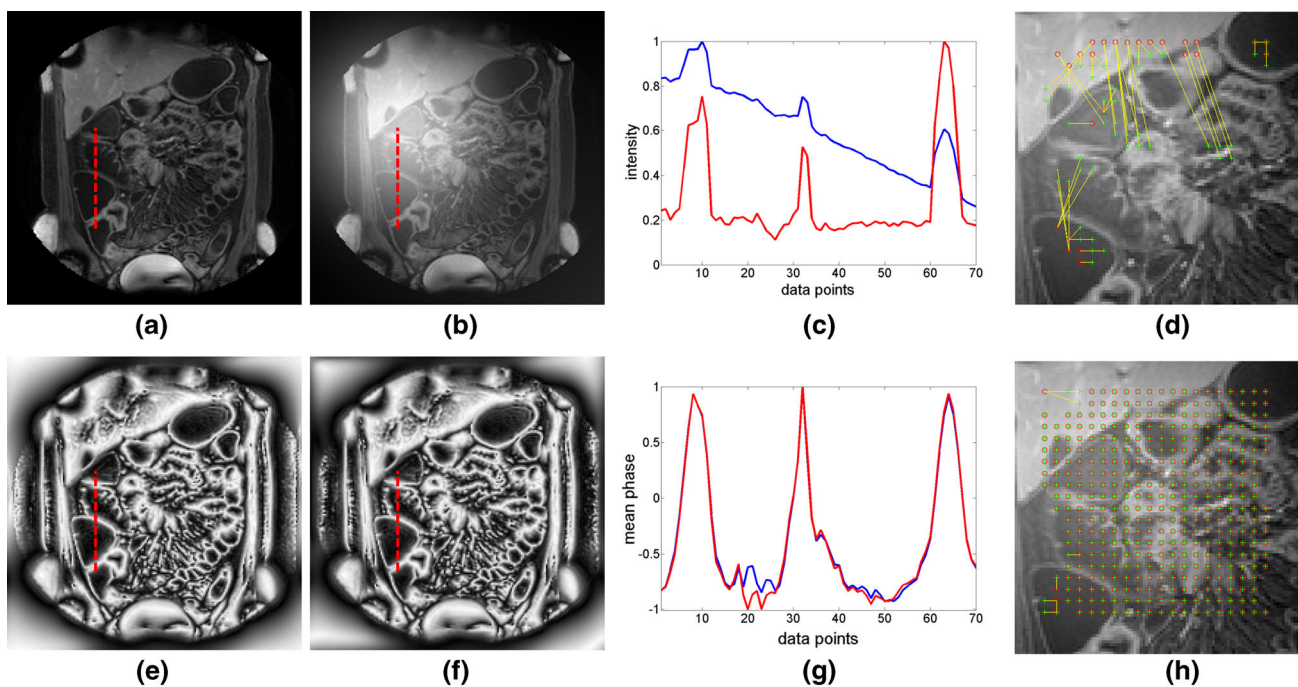 1
0.8
0.6
0.4
0.2
0
intensity
10 20 30 40 50 60 70
data points
(a) (b) (c) (d)
1
0.5
0
-0.5
-1
mean phase
0 10 20 30 40 50 60 70
data points
(e) (f) (g) (h)